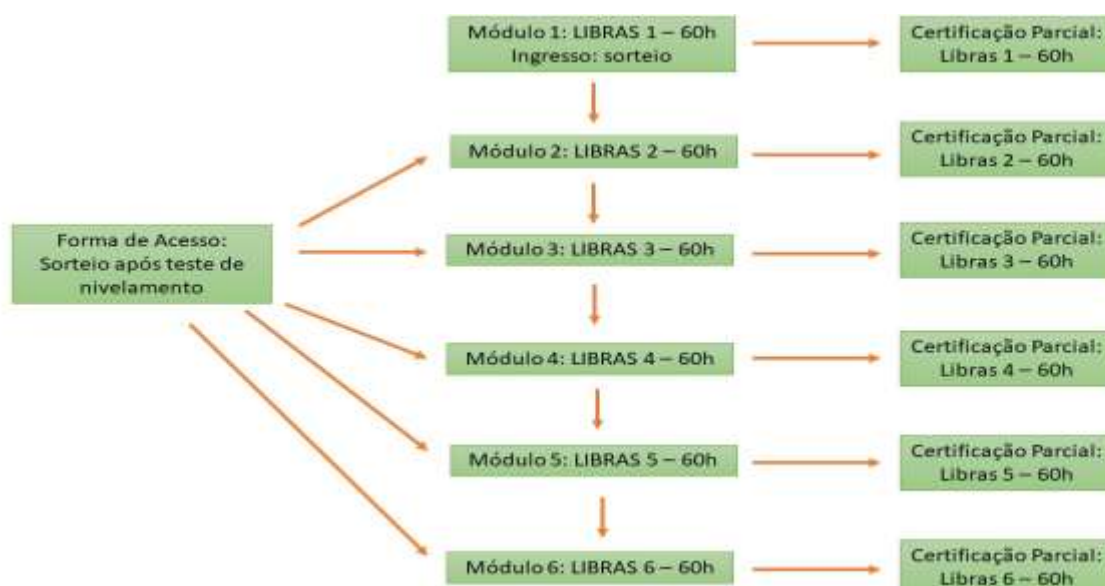 Módulo 1: LIBRAS 1 – 60h
Ingresso: sorteio
Certificação Parcial:
Libras 1 – 60h
Módulo 2: LIBRAS 2 – 60h
Certificação Parcial:
Libras 2 – 60h
Forma de Acesso:
Sorteio após teste de
nivelamento
Módulo 3: LIBRAS 3 – 60h
Certificação Parcial:
Libras 3 – 60h
Módulo 4: LIBRAS 4 – 60h
Certificação Parcial:
Libras 4 – 60h
Módulo 5: LIBRAS 5 – 60h
Certificação Parcial:
Libras 5 – 60h
Módulo 6: LIBRAS 6 – 60h
Certificação Parcial:
Libras 6 – 60h